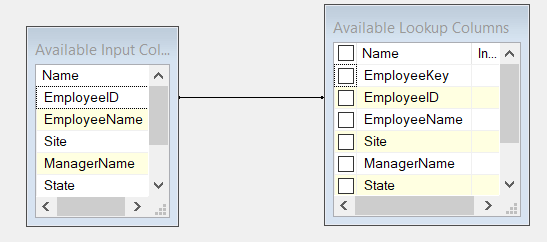 Available Input Col...
Name
EmployeeID
EmployeeName
Site
ManagerName
State
Available Lookup Columns
Name In...
EmployeeKey
EmployeeID
EmployeeName
Site
ManagerName
State